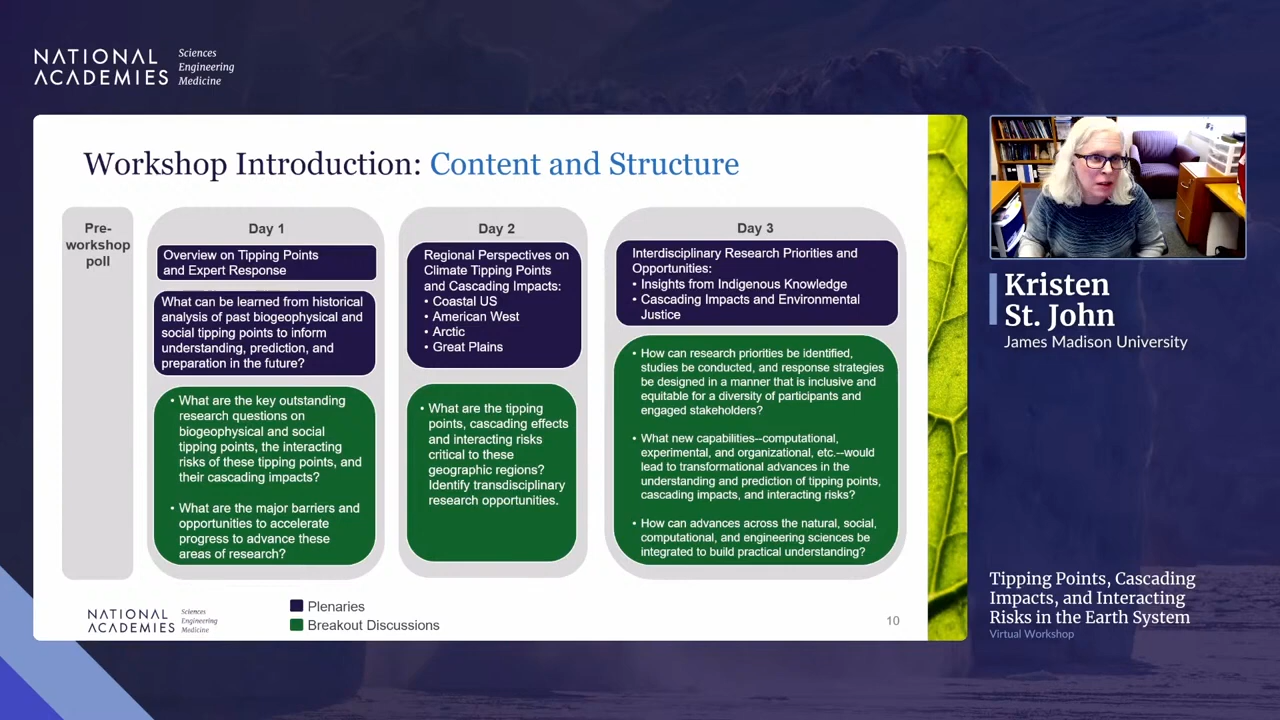 NATIONAL
ACADEMIES
Sciences
Engineering
Medicine
Workshop Introduction: Content and Structure
Pre-
workshop
poll
Day 1
Overview on Tipping Points
and Expert Response
What can be learned from historical
analysis of past biogeophysical and
social tipping points to inform
understanding, prediction, and
preparation in the future?
• What are the key outstanding
research questions on
biogeophysical and social
tipping points, the interacting
risks of these tipping points, and
their cascading impacts?
• What are the major barriers and
opportunities to accelerate
progress to advance these
areas of research?
Day 2
Regional Perspectives on
Climate Tipping Points
and Cascading Impacts:
• Coastal US
• American West
• Arctic
• Great Plains
• What are the tipping
points, cascading effects
and interacting risks
critical to these
geographic regions?
Identify transdisciplinary
research opportunities.
Day 3
Interdisciplinary Research Priorities and
Opportunities:
• Insights from Indigenous Knowledge
• Cascading Impacts and Environmental
Justice
• How can research priorities be identified,
studies be conducted, and response strategies
be designed in a manner that is inclusive and
equitable for a diversity of participants and
engaged stakeholders?
• What new capabilities--computational,
experimental, and organizational, etc.--would
lead to transformational advances in the
understanding and prediction of tipping points,
cascading impacts, and interacting risks?
• How can advances across the natural, social,
computational, and engineering sciences be
integrated to build practical understanding?
NATIONAL
ACADEMIES
Sciences
Engineering
Medicine
Plenaries
Breakout Discussions
10
Kristen
St. John
James Madison University
Tipping Points, Cascading
Impacts, and Interacting
Risks in the Earth System
Virtual Workshop